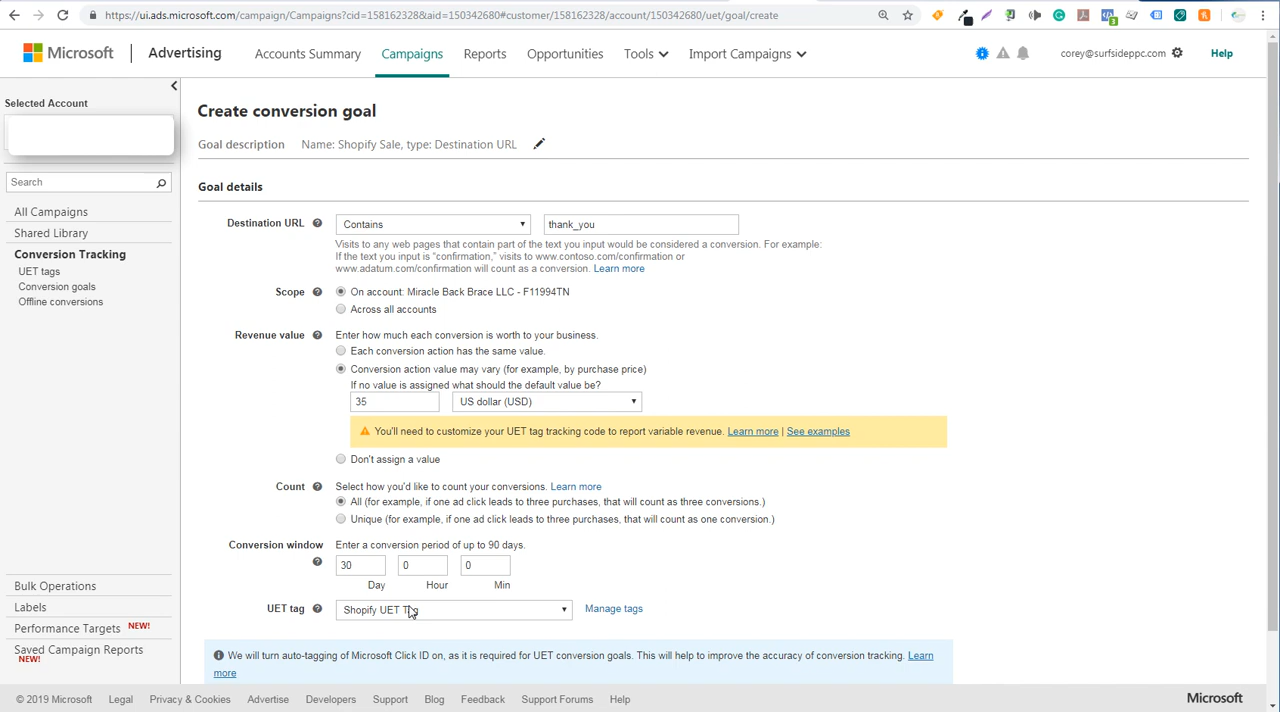 https://ui.ads.microsoft.com/campaign/Campaigns?cid=158162328&aid=150342680#customer/158162328/account/150342680/uet/goal/create
Microsoft | Advertising
Accounts Summary
Campaigns
Reports
Opportunities
Tools
Import Campaigns
corey@surfsideppc.com
Help
Selected Account
Search
All Campaigns
Shared Library
Conversion Tracking
UET tags
Conversion goals
Offline conversions
Bulk Operations
Labels
Performance Targets NEW!
Saved Campaign Reports
NEW!
Create conversion goal
Goal description Name: Shopify Sale, type: Destination URL
Goal details
Destination URL Contains thank_you
Visits to any web pages that contain part of the text you input would be considered a conversion. For example:
If the text you input is "confirmation," visits to www.contoso.com/confirmation or
www.adatum.com/confirmation will count as a conversion. Learn more
Scope On account: Miracle Back Brace LLC - F11994TN
Across all accounts
Revenue value Enter how much each conversion is worth to your business.
Each conversion action has the same value.
Conversion action value may vary (for example, by purchase price)
If no value is assigned what should the default value be?
35 US dollar (USD)
You'll need to customize your UET tag tracking code to report variable revenue. Learn more | See examples
Don't assign a value
Count Select how you'd like to count your conversions. Learn more
All (for example, if one ad click leads to three purchases, that will count as three conversions.)
Unique (for example, if one ad click leads to three purchases, that will count as one conversion.)
Conversion window Enter a conversion period of up to 90 days.
30 0 0
Day Hour Min
UET tag Shopify UET Tag Manage tags
We will turn auto-tagging of Microsoft Click ID on, as it is required for UET conversion goals. This will help to improve the accuracy of conversion tracking. Learn
more
© 2019 Microsoft Legal Privacy & Cookies Advertise Developers Support Blog Feedback Support Forums Help
Microsoft